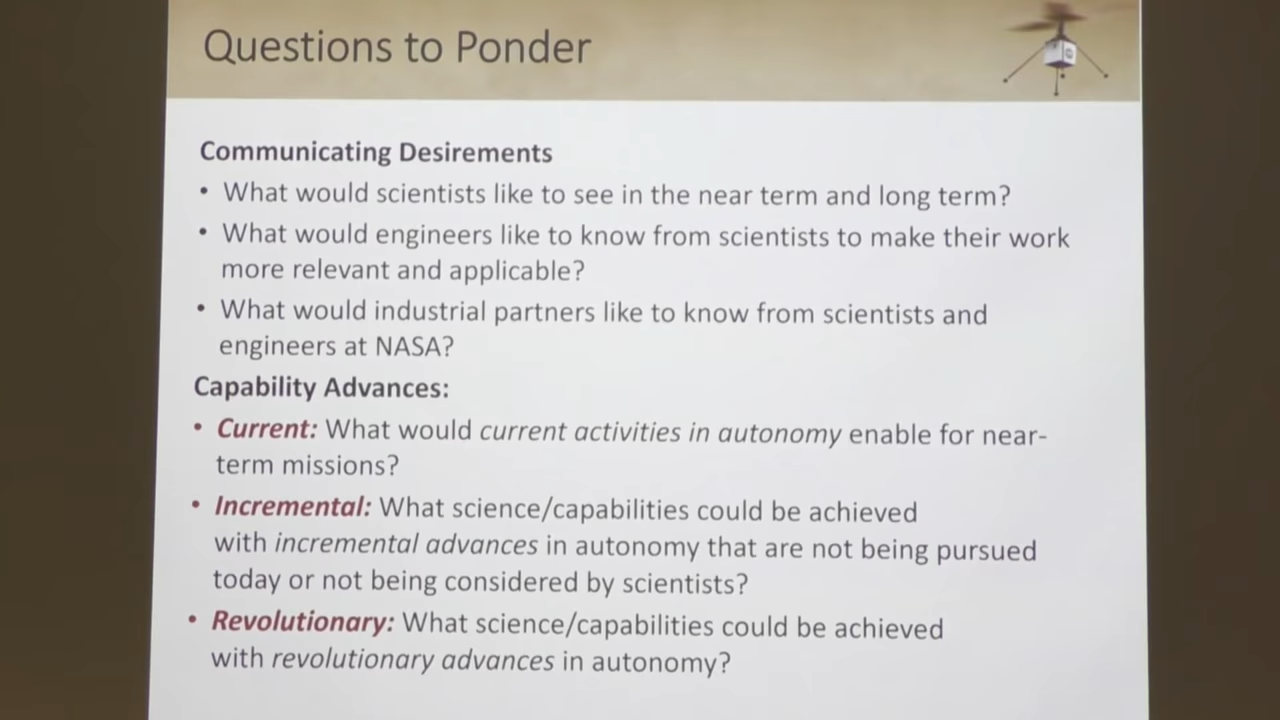 Questions to Ponder
Communicating Desirements
• What would scientists like to see in the near term and long term?
• What would engineers like to know from scientists to make their work
more relevant and applicable?
• What would industrial partners like to know from scientists and
engineers at NASA?
Capability Advances:
• Current: What would current activities in autonomy enable for near-
term missions?
• Incremental: What science/capabilities could be achieved
with incremental advances in autonomy that are not being pursued
today or not being considered by scientists?
• Revolutionary: What science/capabilities could be achieved
with revolutionary advances in autonomy?